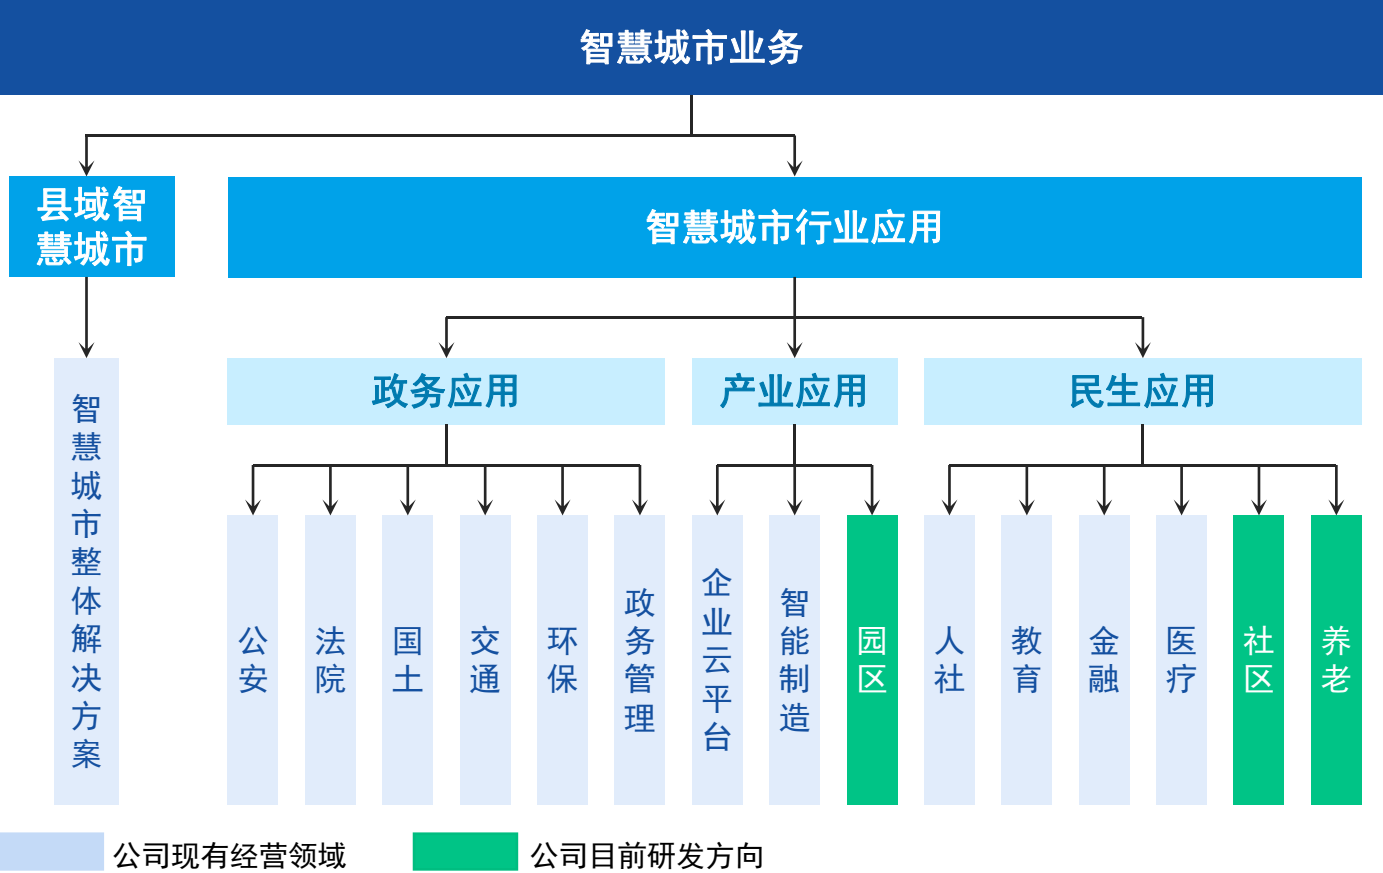 智慧城市业务
县域智
慧城市
智慧城市行业应用
智慧城市整体解决方案
政务应用
产业应用
民生应用
公安
法院
国土
交通
环保
政务管理
企业云平台
智能制造
园区
人社
教育
金融
医疗
社区
养老
公司现有经营领域
公司目前研发方向